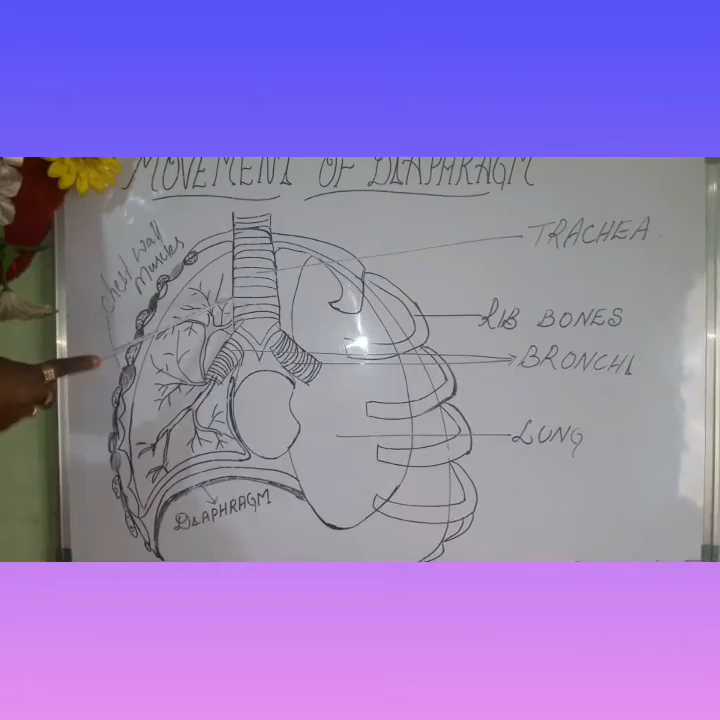 MOVEMENT OF DIAPHRAGM
Chest wall
Muscles
TRACHEA
RIB BONES
BRONCHI
LUNG
DIAPHRAGM